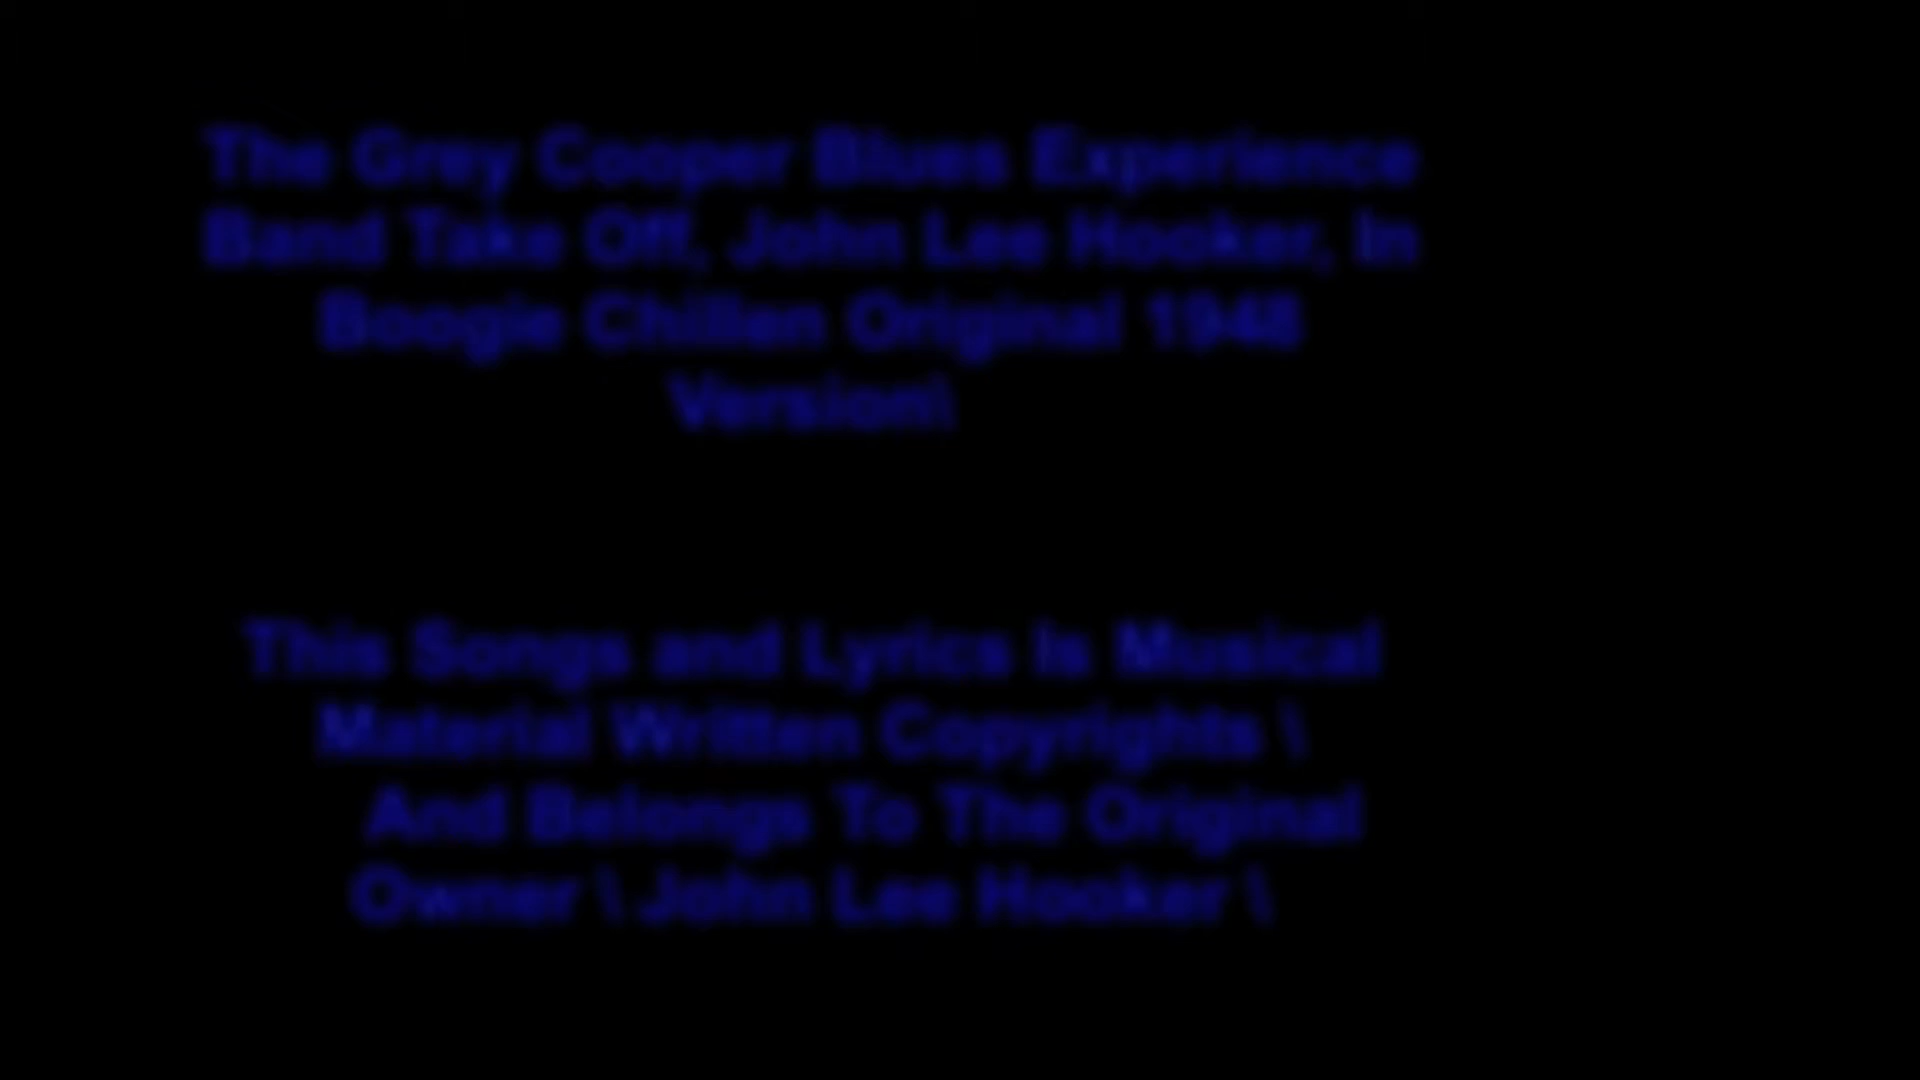 The Grey Cooper Blues Experience
Band Take Off, John Lee Hooker, In
Boogie Chillen Original 1948
Version\
This Songs and Lyrics Is Musical
Material Written Copyrights \
And Belongs To The Original
Owner \ John Lee Hooker \